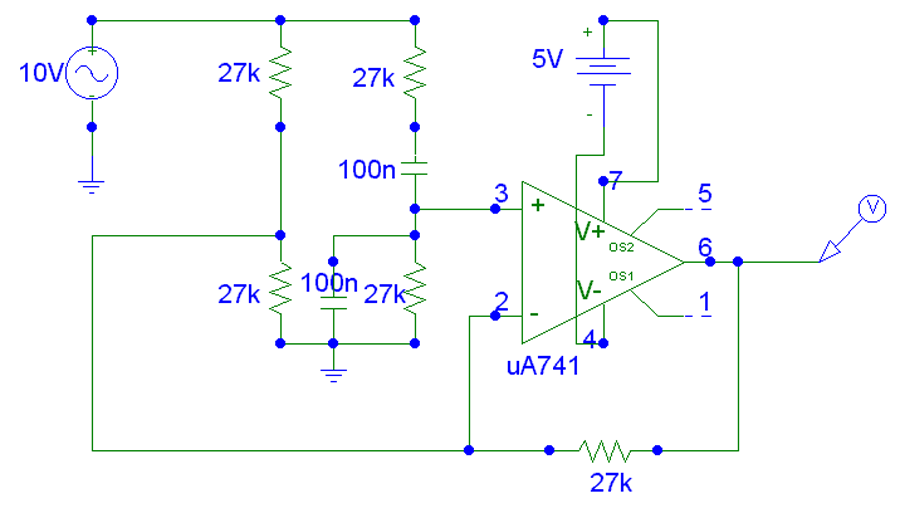 +
5V
-
10V
+
-
27k
27k
100n
7
3
+
V+
5
OS2
6
V
27k
100n
27k
OS1
V-
2
-
1
4
uA741
27k